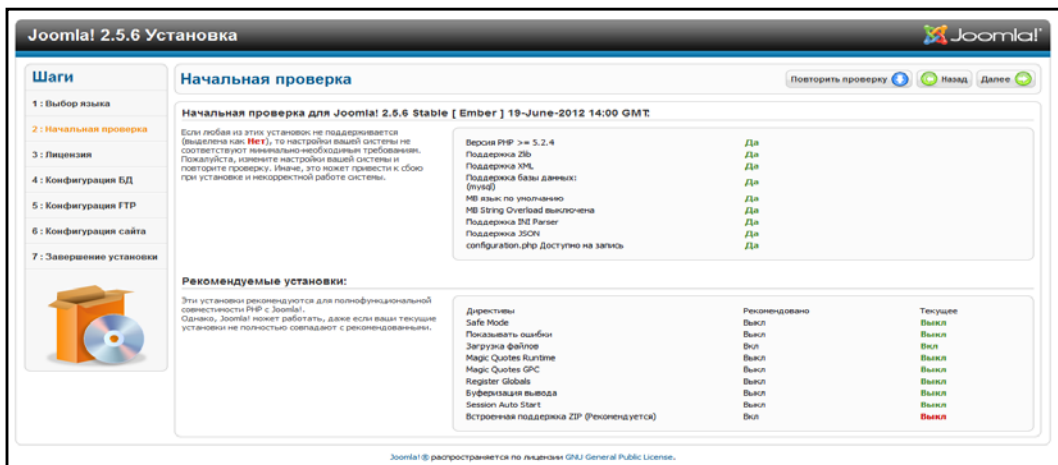 Joomla! 2.5.6 Установка
Joomla!
Шаги
1 : Выбор языка
2 : Начальная проверка
3 : Лицензия
4 : Конфигурация БД
5 : Конфигурация FTP
6 : Конфигурация сайта
7 : Завершение установки
Начальная проверка
Повторить проверку
Назад
Далее
Начальная проверка для Joomla! 2.5.6 Stable [ Ember ] 19-June-2012 14:00 GMT:
Если любая из этих установок не поддерживается
(выделена как Нет), то настройки вашей системы не
соответствуют минимально-необходимым требованиям.
Пожалуйста, измените настройки вашей системы и
повторите проверку. Иначе, это может привести к сбою
при установке и некорректной работе системы.
Версия PHP >= 5.2.4 Да
Поддержка Zlib Да
Поддержка XML Да
Поддержка базы данных:
(mysql) Да
MB язык по умолчанию Да
MB String Overload выключена Да
Поддержка INI Parser Да
Поддержка JSON Да
configuration.php Доступно на запись Да
Рекомендуемые установки:
Эти установки рекомендуются для полнофункциональной
совместимости PHP с Joomla!.
Однако, Joomla! может работать, даже если ваши текущие
установки не полностью совпадают с рекомендованными.
Директивы Рекомендовано Текущее
Safe Mode Выкл Выкл
Показывать ошибки Выкл Выкл
Загрузка файлов Вкл Вкл
Magic Quotes Runtime Выкл Выкл
Magic Quotes GPC Выкл Выкл
Register Globals Выкл Выкл
Буферизация вывода Выкл Выкл
Session Auto Start Выкл Выкл
Встроенная поддержка ZIP (Рекомендуется) Вкл Выкл
Joomla!® распространяется по лицензии GNU General Public License.